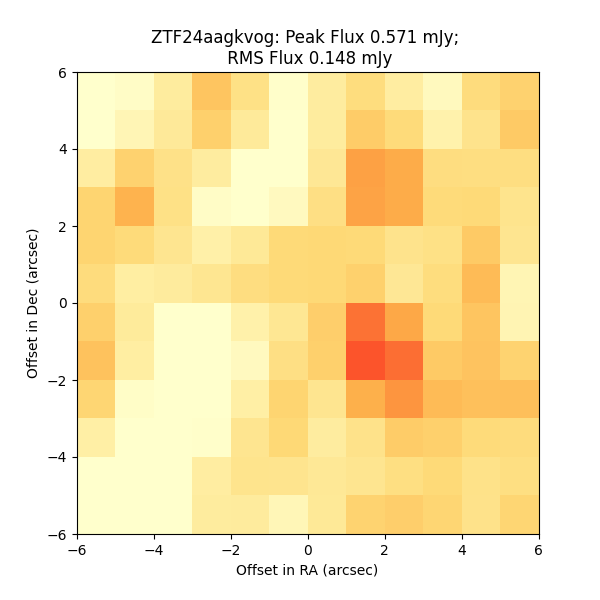 ZTF24aagkvog: Peak Flux 0.571 mJy;
RMS Flux 0.148 mJy
6
4
2
0
−2
−4
−6
Offset in Dec (arcsec)
−6 −4 −2 0 2 4 6
Offset in RA (arcsec)